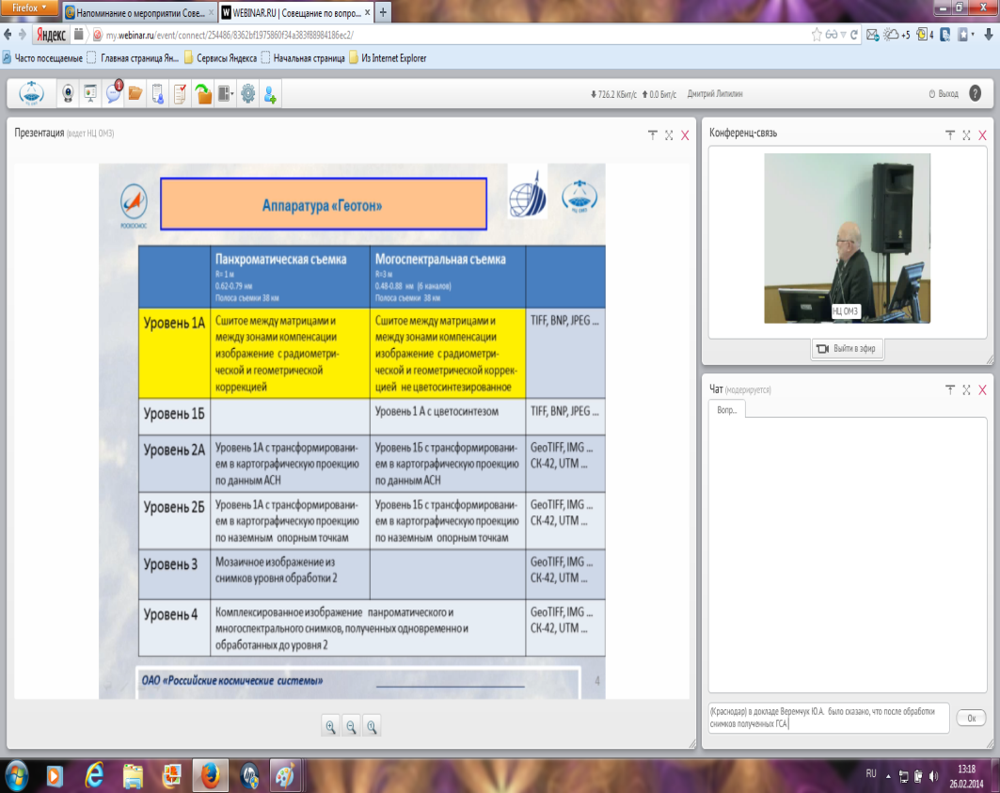 Firefox
Напоминание о мероприятии Сове...
WEBINAR.RU | Совещание по вопро...
Яндекс
my.webinar.ru/event/connect/254486/8362bf1975860f34a383f88984186ec2/
+5
4
Часто посещаемые
Главная страница Ян...
Сервисы Яндекса
Начальная страница
Из Internet Explorer
1
726.2 КБит/с
0.0 Бит/с
Дмитрий Липилин
Выход
?
Презентация (ведет НЦ ОМЗ)
РОСКОСМОС
Аппаратура «Геотон»
НЦ ОМЗ
Панхроматическая съемка
R= 1 м
0.62-0.79 нм
Полоса съемки 38 км
Могоспектральная съемка
R=3 м
0.48-0.88 нм (6 каналов)
Полоса съемки 38 км
Уровень 1А
Сшитое между матрицами и
между зонами компенсации
изображение с радиометри-
ческой и геометрической
коррекцией
Сшитое между матрицами и
между зонами компенсации
изображение с радиометри-
ческой и геометрической коррек-
цией не цветосинтезированное
TIFF, BNP, JPEG ...
Уровень 1Б
Уровень 1 А с цветосинтезом
TIFF, BNP, JPEG ...
Уровень 2А
Уровень 1А с трансформировани-
ем в картографическую проекцию
по данным АСН
Уровень 1Б с трансформировани-
ем в картографическую проекцию
по данным АСН
GeoTIFF, IMG ...
СК-42, UTM ...
Уровень 2Б
Уровень 1А с трансформировани-
ем в картографическую проекцию
по наземным опорным точкам
Уровень 1Б с трансформировани-
ем в картографическую проекцию
по наземным опорным точкам
GeoTIFF, IMG ...
СК-42, UTM ...
Уровень 3
Мозаичное изображение из
снимков уровня обработки 2
GeoTIFF, IMG ...
СК-42, UTM ...
Уровень 4
Комплексированное изображение панроматического и
многоспектрального снимков, полученных одновременно и
обработанных до уровня 2
GeoTIFF, IMG ...
СК-42, UTM ...
ОАО «Российские космические системы»
4
Конференц-связь
НЦ ОМЗ
Выйти в эфир
Чат (модерируется)
Вопр...
(Краснодар) в докладе Веремчук Ю.А. было сказано, что после обработки
снимков полученных ГСА
Ок
RU
13:18
26.02.2014